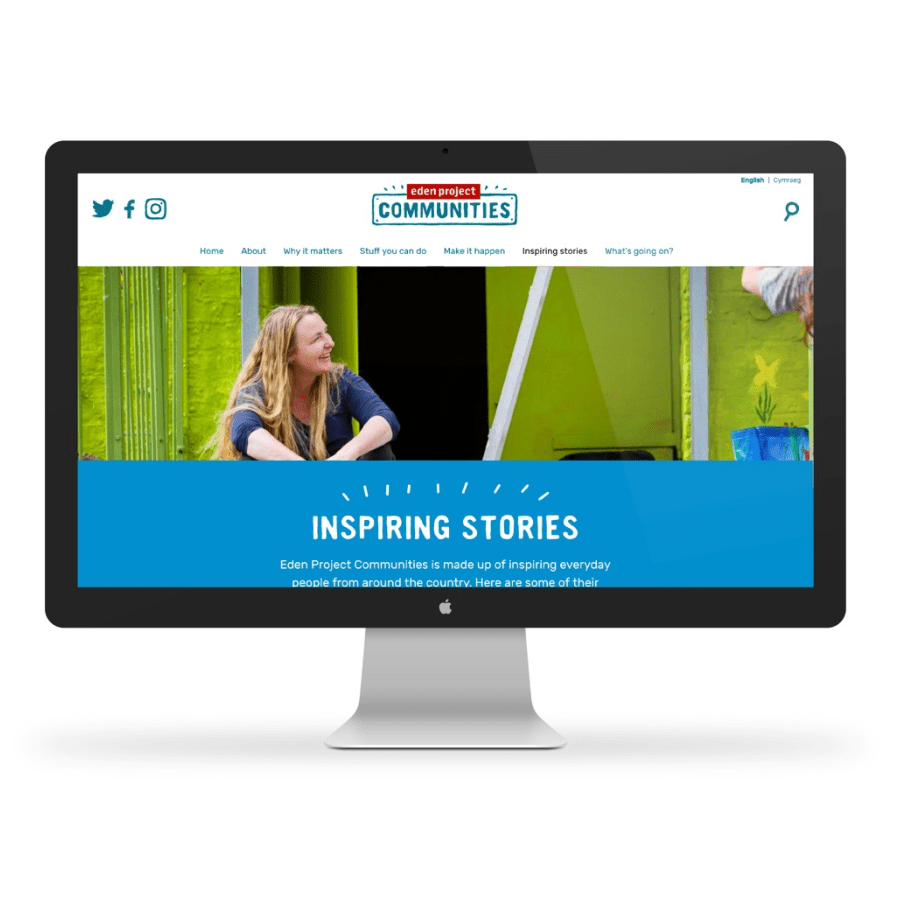 English | Cymraeg
eden project
COMMUNITIES
Home About Why it matters Stuff you can do Make it happen Inspiring stories What's going on?
INSPIRING STORIES
Eden Project Communities is made up of inspiring everyday
people from around the country. Here are some of their